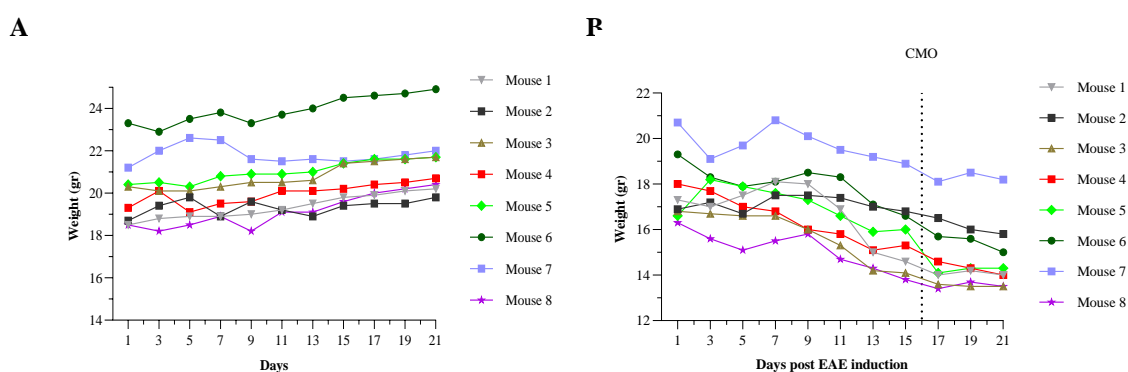 A
B
CMO
Mouse 1
Mouse 2
Mouse 3
Mouse 4
Mouse 5
Mouse 6
Mouse 7
Mouse 8
Weight (gr)
24
22
20
18
16
14
1 3 5 7 9 11 13 15 17 19 21
Days
Mouse 1
Mouse 2
Mouse 3
Mouse 4
Mouse 5
Mouse 6
Mouse 7
Mouse 8
Weight (gr)
22
20
18
16
14
12
1 3 5 7 9 11 13 15 17 19 21
Days post EAE induction